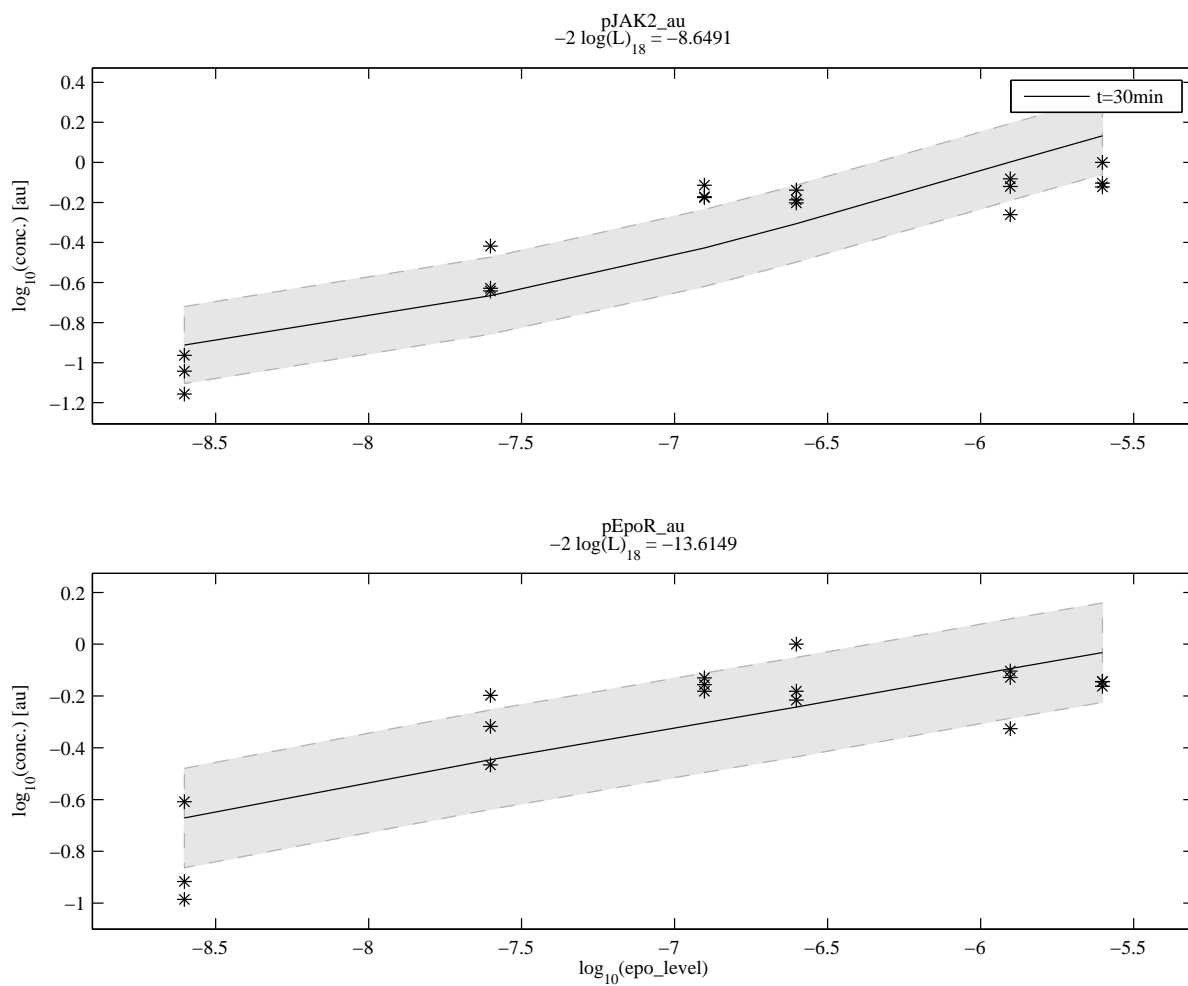 pJAK2_au
−2 log(L)18 = −8.6491
t=30min
log10(conc.) [au]
0.4
0.2
0
−0.2
−0.4
−0.6
−0.8
−1
−1.2
−8.5 −8 −7.5 −7 −6.5 −6 −5.5
pEpoR_au
−2 log(L)18 = −13.6149
log10(conc.) [au]
0.2
0
−0.2
−0.4
−0.6
−0.8
−1
−8.5 −8 −7.5 −7 −6.5 −6 −5.5
log10(epo_level)